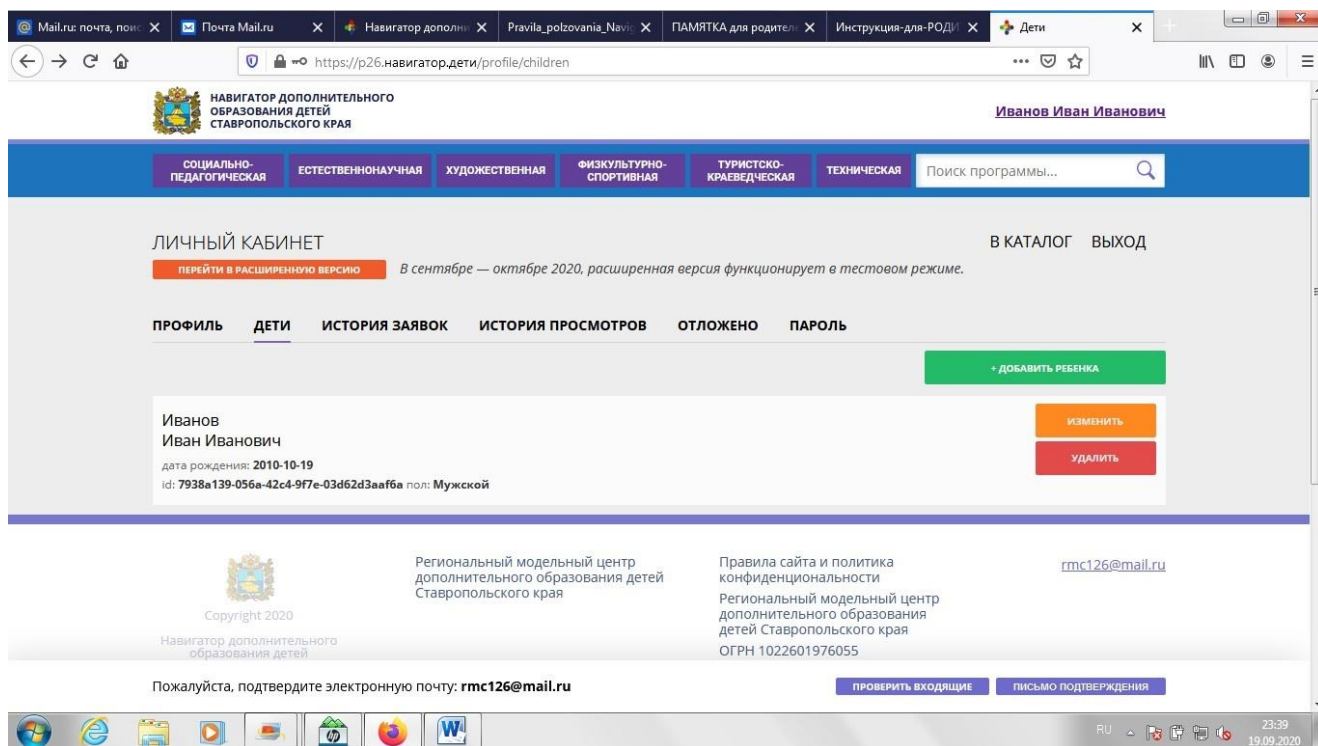 Mail.ru: почта, поис
Почта Mail.ru
Навигатор дополни
Pravila_polzovania_Navig
ПАМЯТКА для родител
Инструкция-для-РОДИ
Дети
https://p26.навигатор.дети/profile/children
НАВИГАТОР ДОПОЛНИТЕЛЬНОГО
ОБРАЗОВАНИЯ ДЕТЕЙ
СТАВРОПОЛЬСКОГО КРАЯ
Иванов Иван Иванович
СОЦИАЛЬНО-
ПЕДАГОГИЧЕСКАЯ
ЕСТЕСТВЕННОНАУЧНАЯ
ХУДОЖЕСТВЕННАЯ
ФИЗКУЛЬТУРНО-
СПОРТИВНАЯ
ТУРИСТСКО-
КРАЕВЕДЧЕСКАЯ
ТЕХНИЧЕСКАЯ
Поиск программы...
ЛИЧНЫЙ КАБИНЕТ
В КАТАЛОГ ВЫХОД
ПЕРЕЙТИ В РАСШИРЕННУЮ ВЕРСИЮ
В сентябре — октябре 2020, расширенная версия функционирует в тестовом режиме.
ПРОФИЛЬ ДЕТИ ИСТОРИЯ ЗАЯВОК ИСТОРИЯ ПРОСМОТРОВ ОТЛОЖЕНО ПАРОЛЬ
+ ДОБАВИТЬ РЕБЕНКА
Иванов
Иван Иванович
дата рождения: 2010-10-19
id: 7938a139-056a-42c4-9f7e-03d62d3aaf6a пол: Мужской
ИЗМЕНИТЬ
УДАЛИТЬ
Copyright 2020
Навигатор дополнительного
образования детей
Региональный модельный центр
дополнительного образования детей
Ставропольского края
Правила сайта и политика
конфиденциональности
Региональный модельный центр
дополнительного образования
детей Ставропольского края
ОГРН 1022601976055
rmc126@mail.ru
Пожалуйста, подтвердите электронную почту: rmc126@mail.ru
ПРОВЕРИТЬ ВХОДЯЩИЕ
ПИСЬМО ПОДТВЕРЖДЕНИЯ
RU
23:39
19.09.2020